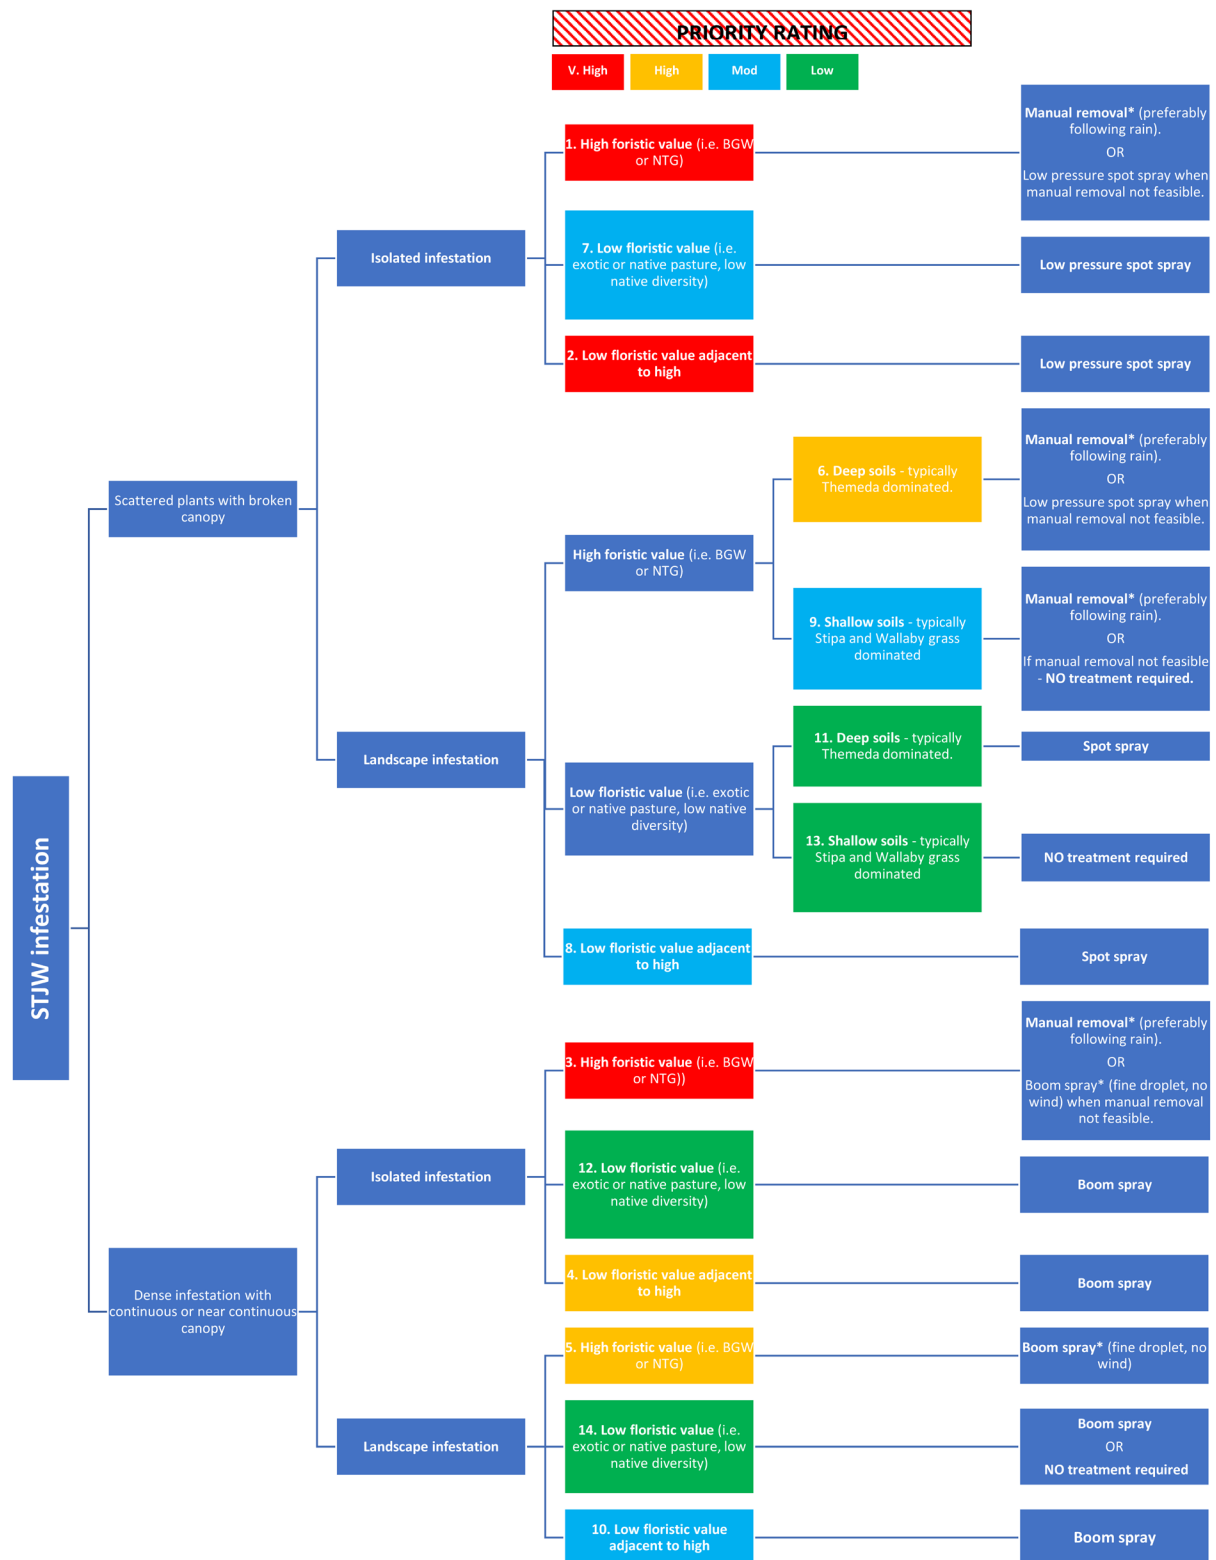 PRIORITY RATING
V. High
High
Mod
Low
STJW infestation
Scattered plants with broken
canopy
Isolated infestation
1. High foristic value (i.e. BGW
or NTG)
Manual removal* (preferably
following rain).
OR
Low pressure spot spray when
manual removal not feasible.
7. Low floristic value (i.e.
exotic or native pasture, low
native diversity)
Low pressure spot spray
2. Low floristic value adjacent
to high
Low pressure spot spray
Landscape infestation
High foristic value (i.e. BGW
or NTG)
6. Deep soils - typically
Themeda dominated.
Manual removal* (preferably
following rain).
OR
Low pressure spot spray when
manual removal not feasible.
9. Shallow soils - typically
Stipa and Wallaby grass
dominated
Manual removal* (preferably
following rain).
OR
If manual removal not feasible
- NO treatment required.
Low floristic value (i.e. exotic
or native pasture, low native
diversity)
11. Deep soils - typically
Themeda dominated.
Spot spray
13. Shallow soils - typically
Stipa and Wallaby grass
dominated
NO treatment required
8. Low floristic value adjacent
to high
Spot spray
Dense infestation with
continuous or near continuous
canopy
Isolated infestation
3. High foristic value (i.e. BGW
or NTG))
Manual removal* (preferably
following rain).
OR
Boom spray* (fine droplet, no
wind) when manual removal
not feasible.
12. Low floristic value (i.e.
exotic or native pasture, low
native diversity)
Boom spray
4. Low floristic value adjacent
to high
Boom spray
Landscape infestation
5. High foristic value (i.e. BGW
or NTG)
Boom spray* (fine droplet, no
wind)
14. Low floristic value (i.e.
exotic or native pasture, low
native diversity)
Boom spray
OR
NO treatment required
10. Low floristic value
adjacent to high
Boom spray